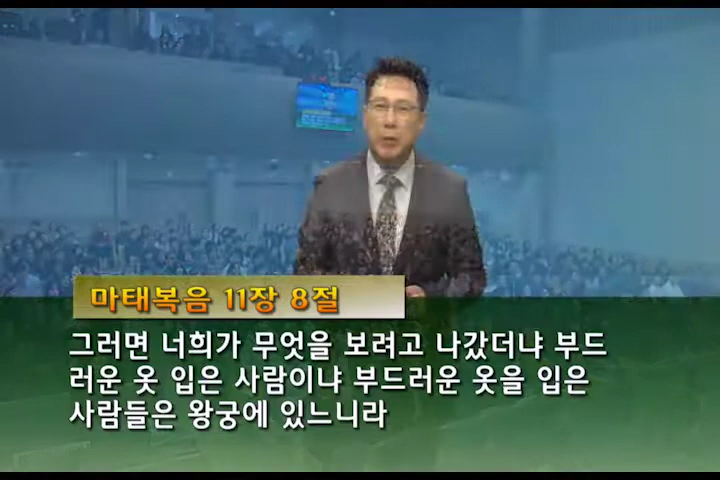 마태복음 11장 8절
그러면 너희가 무엇을 보려고 나갔더냐 부드
러운 옷 입은 사람이냐 부드러운 옷을 입은
사람들은 왕궁에 있느니라